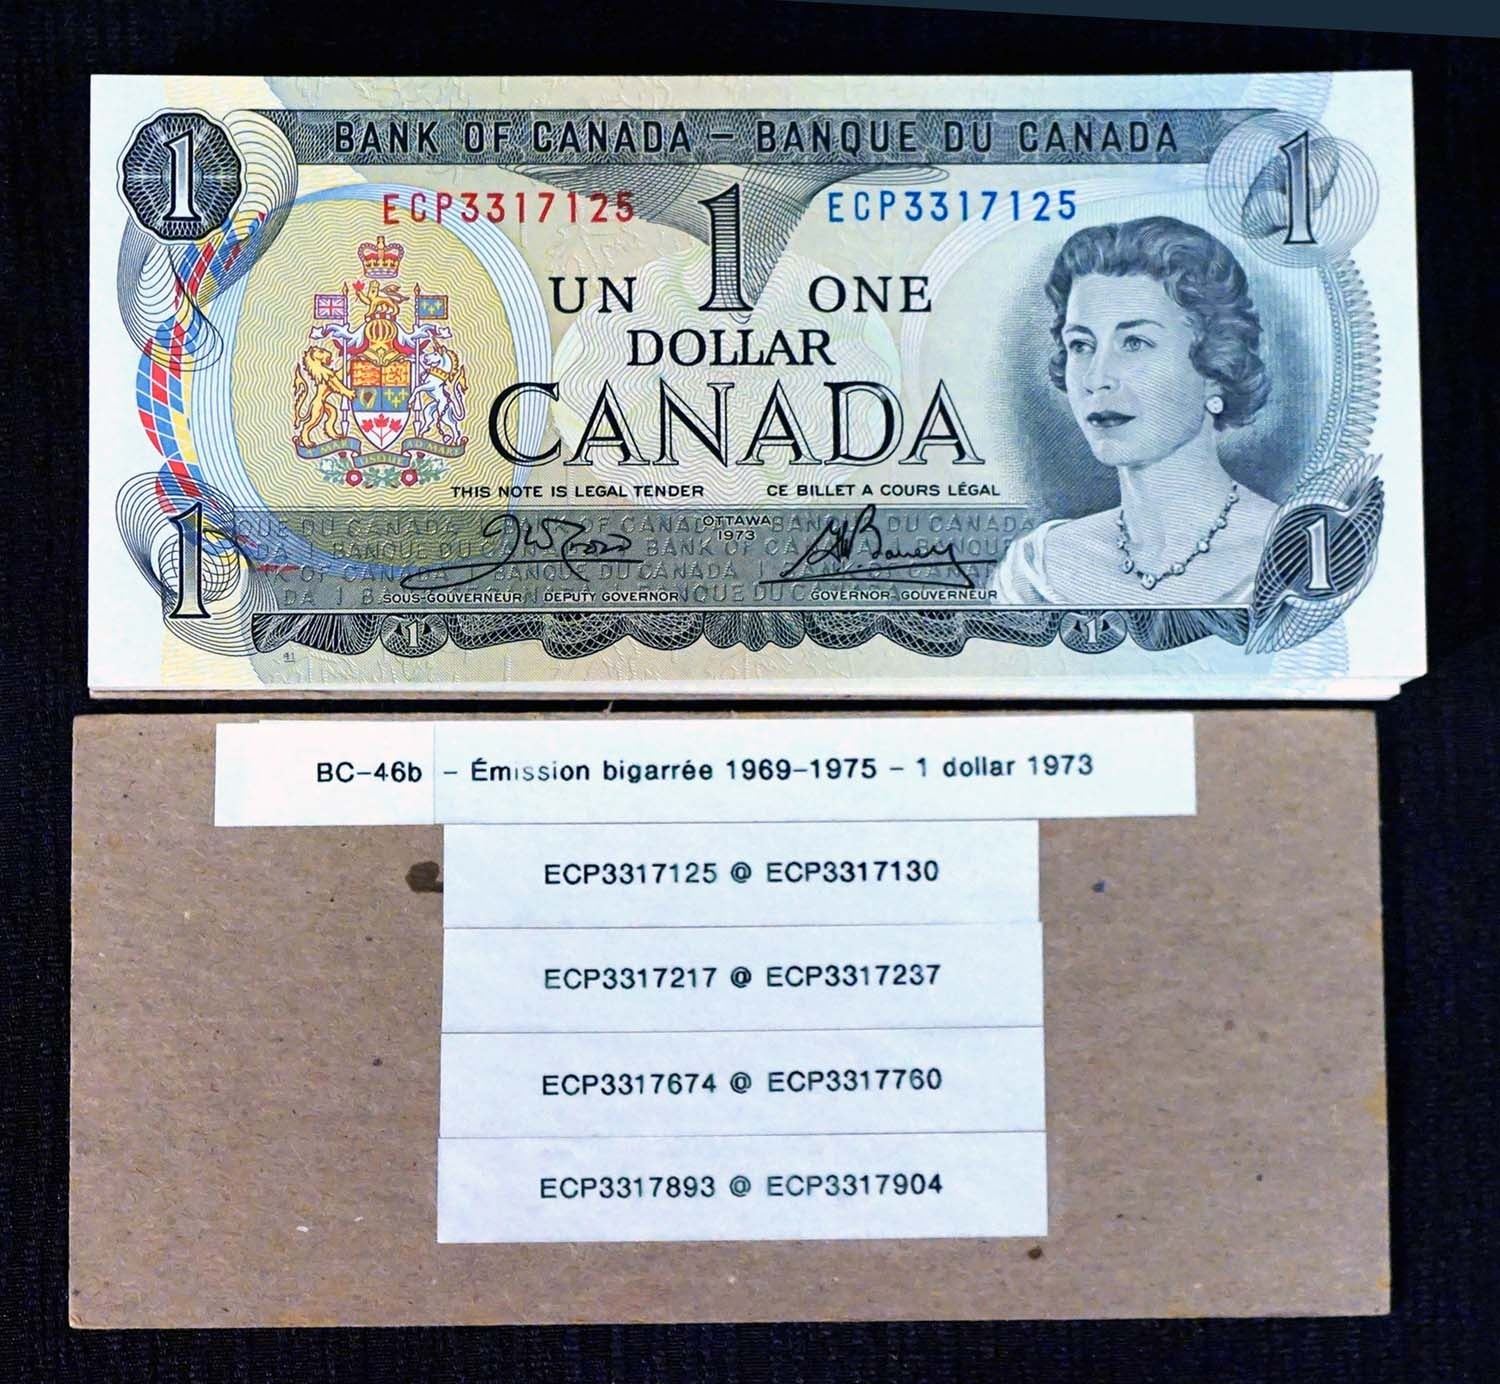 BANK OF CANADA — BANQUE DU CANADA
1 1
ECP3317125 ECP3317125
1
UN ONE
DOLLAR
CANADA
THIS NOTE IS LEGAL TENDER CE BILLET A COURS LÉGAL
OTTAWA
1973
SOUS-GOUVERNEUR DEPUTY GOVERNOR GOVERNOR-GOUVERNEUR
1 1
1 1
41
BC-46b - Émission bigarrée 1969-1975 - 1 dollar 1973
ECP3317125 @ ECP3317130
ECP3317217 @ ECP3317237
ECP3317674 @ ECP3317760
ECP3317893 @ ECP3317904